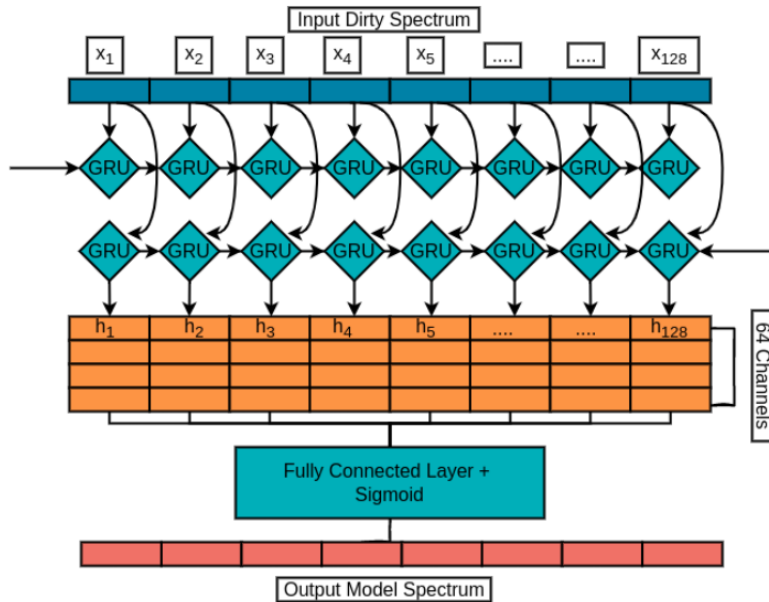 Input Dirty Spectrum
x1 x2 x3 x4 x5 .... .... x128
GRU GRU GRU GRU GRU GRU GRU GRU
GRU GRU GRU GRU GRU GRU GRU GRU
h1 h2 h3 h4 h5 .... .... h128
64 Channels
Fully Connected Layer +
Sigmoid
Output Model Spectrum